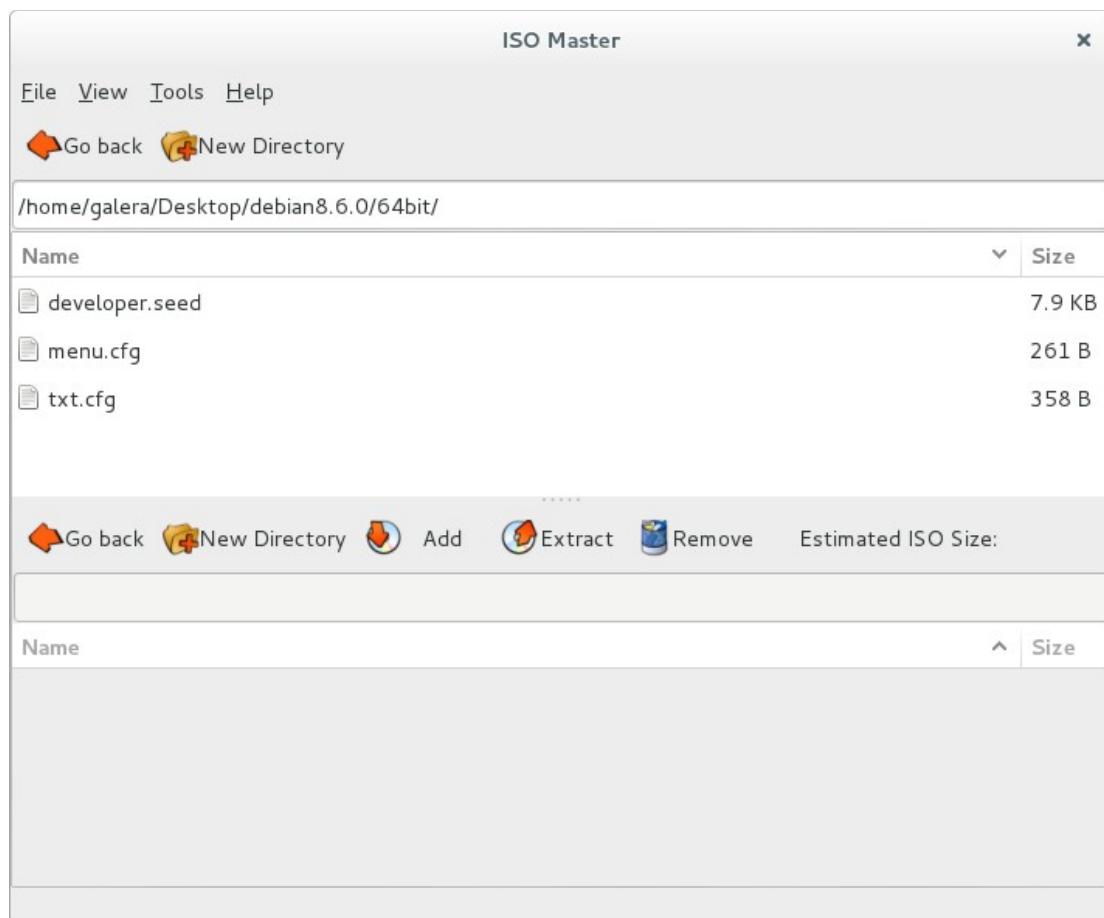 ISO Master
File View Tools Help
Go back New Directory
/home/galera/Desktop/debian8.6.0/64bit/
Name Size
developer.seed 7.9 KB
menu.cfg 261 B
txt.cfg 358 B
Go back New Directory Add Extract Remove Estimated ISO Size:
Name Size